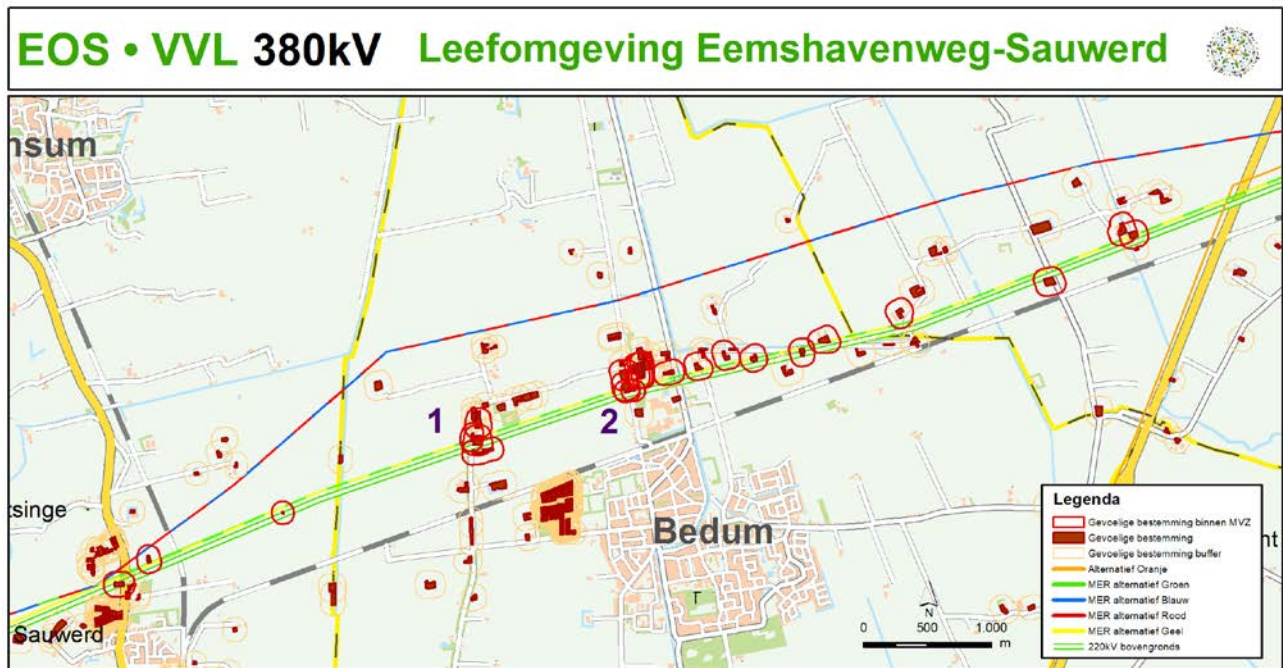 EOS • VVL 380kV Leefomgeving Eemshavenweg-Sauwerd
nsum
1
2
tsinge
Bedum
Sauwerd
T
N
0 500 1.000
m
Legenda
Gevoelige bestemming binnen MVZ
Gevoelige bestemming
Gevoelige bestemming buffer
Alternatief Oranje
MER alternatief Groen
MER alternatief Blauw
MER alternatief Rood
MER alternatief Geel
220kV bovengronds
nt